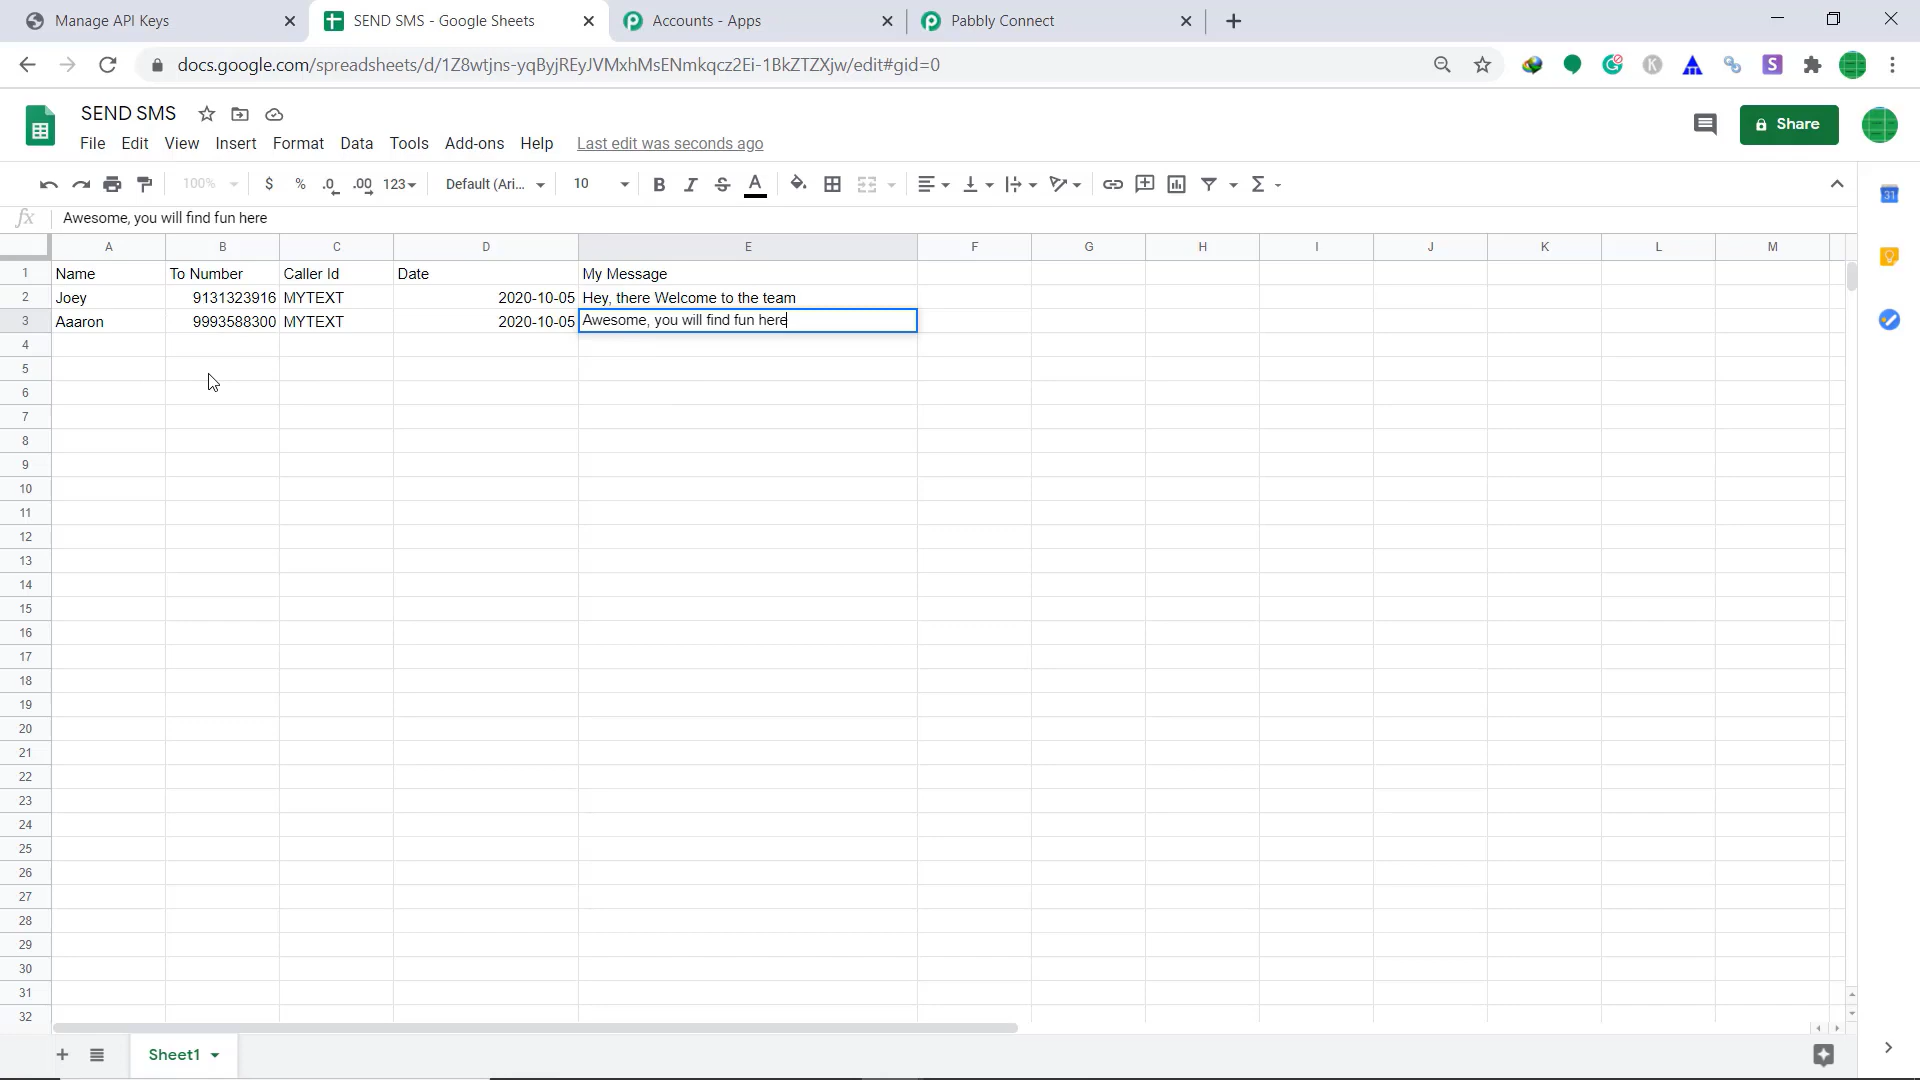 Manage API Keys
SEND SMS - Google Sheets
Accounts - Apps
Pabbly Connect
docs.google.com/spreadsheets/d/1Z8wtjns-yqByjREyJVMxhMsENmkqcz2Ei-1BkZTZXjw/edit#gid=0
SEND SMS
File Edit View Insert Format Data Tools Add-ons Help Last edit was seconds ago
Share
100% $ % .0 .00 123 Default (Ari... 10 B I S A Σ
fx Awesome, you will find fun here
A B C D E F G H I J K L M
1 Name To Number Caller Id Date My Message
2 Joey 9131323916 MYTEXT 2020-10-05 Hey, there Welcome to the team
3 Aaaron 9993588300 MYTEXT 2020-10-05 Awesome, you will find fun here
4
5
6
7
8
9
10
11
12
13
14
15
16
17
18
19
20
21
22
23
24
25
26
27
28
29
30
31
32
Sheet1
31